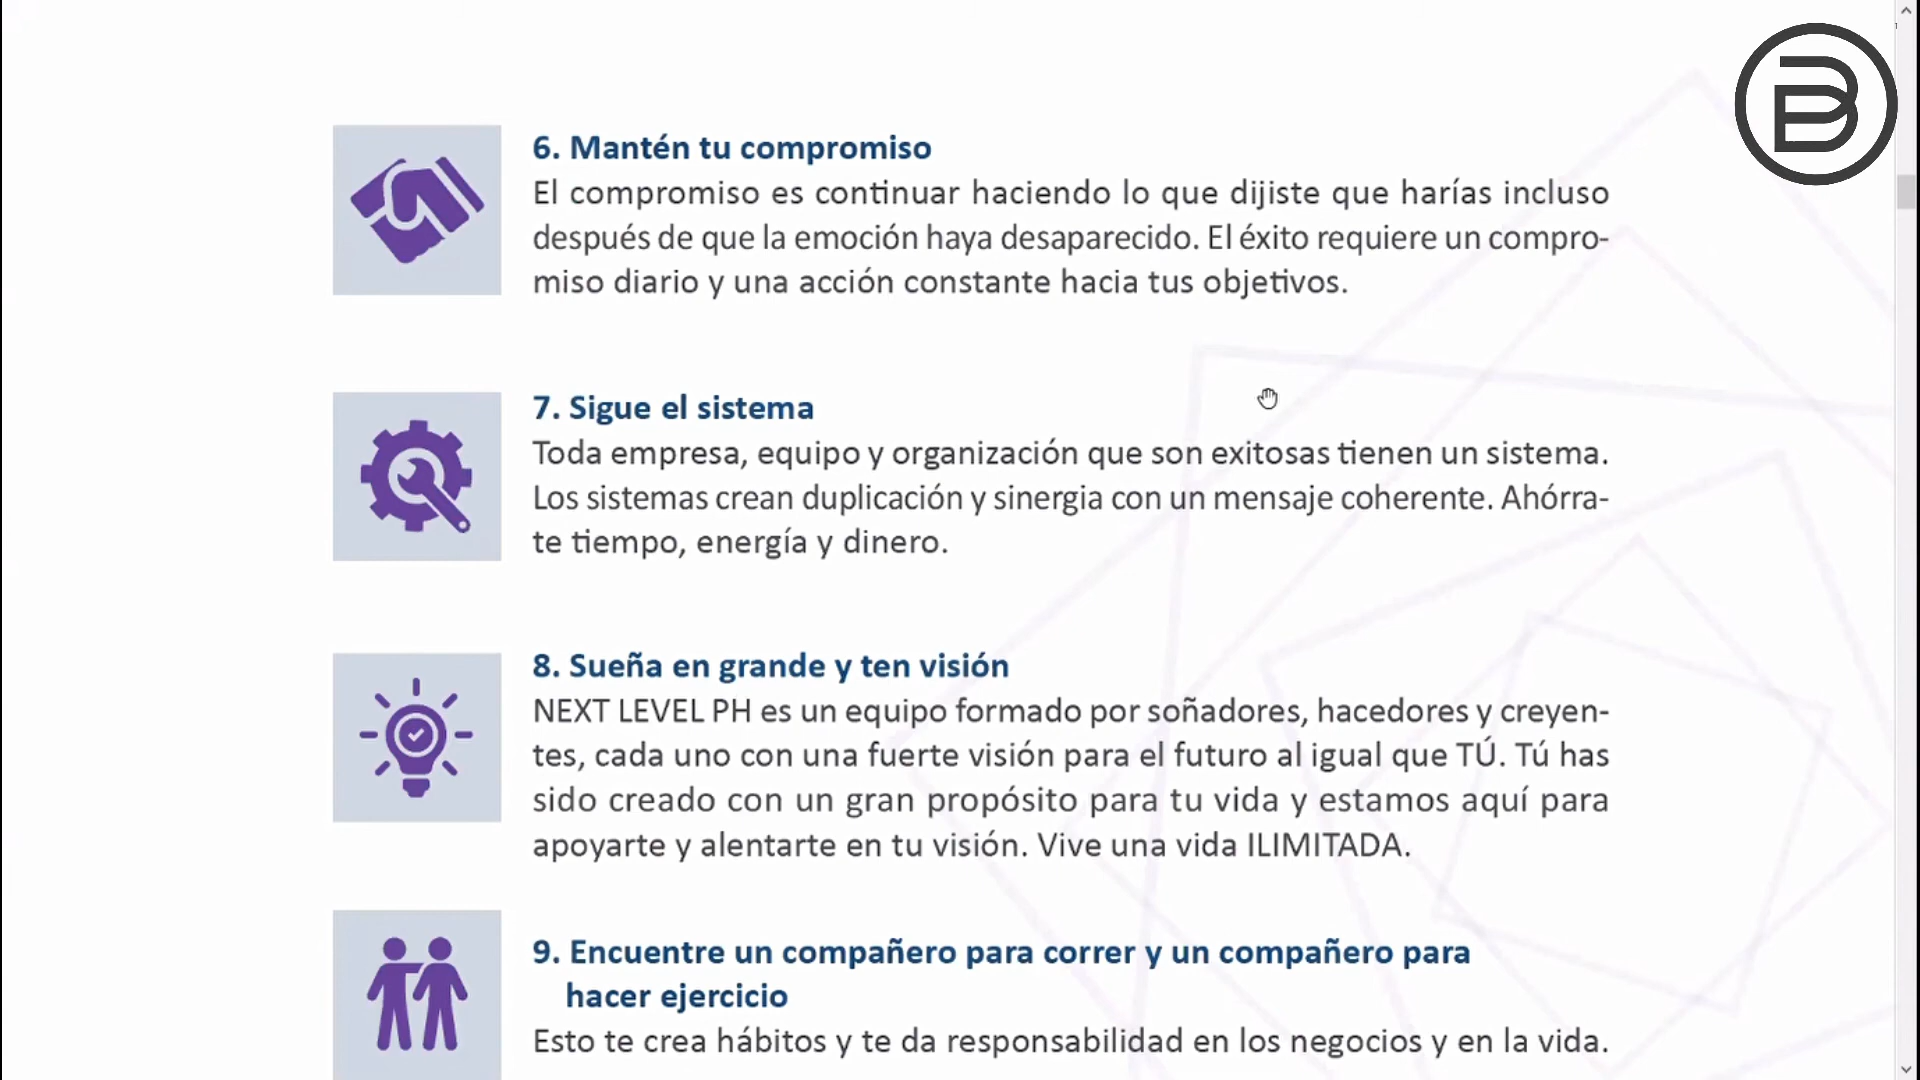 6. Mantén tu compromiso
El compromiso es continuar haciendo lo que dijiste que harías incluso
después de que la emoción haya desaparecido. El éxito requiere un compro-
miso diario y una acción constante hacia tus objetivos.
7. Sigue el sistema
Toda empresa, equipo y organización que son exitosas tienen un sistema.
Los sistemas crean duplicación y sinergia con un mensaje coherente. Ahórra-
te tiempo, energía y dinero.
8. Sueña en grande y ten visión
NEXT LEVEL PH es un equipo formado por soñadores, hacedores y creyen-
tes, cada uno con una fuerte visión para el futuro al igual que TÚ. Tú has
sido creado con un gran propósito para tu vida y estamos aquí para
apoyarte y alentarte en tu visión. Vive una vida ILIMITADA.
9. Encuentre un compañero para correr y un compañero para
hacer ejercicio
Esto te crea hábitos y te da responsabilidad en los negocios y en la vida.